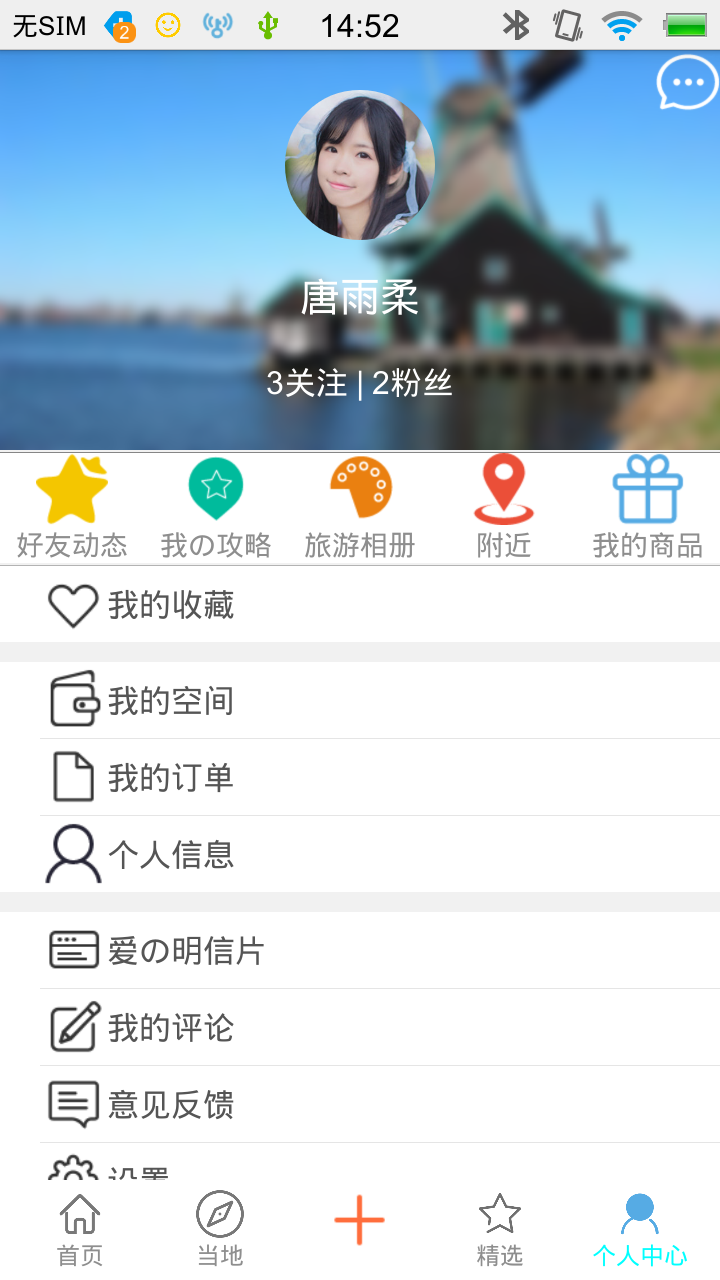 无SIM 2 14:52
唐雨柔
3关注 | 2粉丝
好友动态 我の攻略 旅游相册 附近 我的商品
我的收藏
我的空间
我的订单
个人信息
爱の明信片
我的评论
意见反馈
设置
首页 当地 精选 个人中心